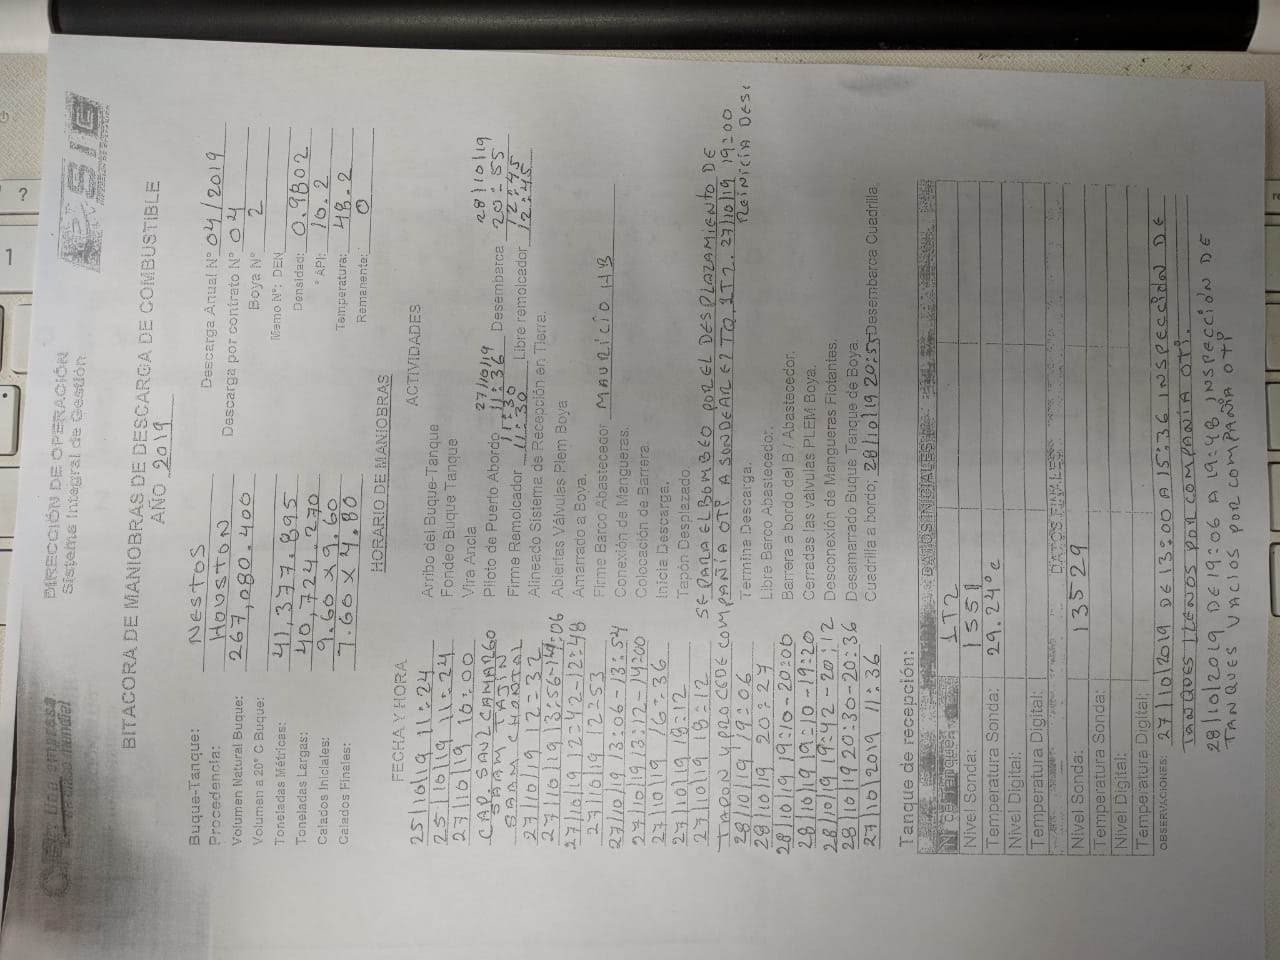 Una empresa
de clase mundial
DIRECCIÓN DE OPERACIÓN
Sistema Integral de Gestión
SIG
BITACORA DE MANIOBRAS DE DESCARGA DE COMBUSTIBLE
AÑO 2019
Buque-Tanque: NESTOS
Procedencia: HOUSTON
Volumen Natural Buque: 267,080.400
Volumen a 20° C Buque:
Toneladas Métricas: 41,377.895
Toneladas Largas: 40,724.270
Calados Iniciales: 9.60 x 9.60
Calados Finales: 7.60 x 4.80
Descarga Anual N° 04/2019
Descarga por contrato N° 04
Boya N° 2
Memo N°: DEN
Densidad: 0.9802
° API: 10.2
Temperatura: 48.2
Remanente: 0
HORARIO DE MANIOBRAS
FECHA Y HORA ACTIVIDADES
25/10/19 11:24 Arribo del Buque-Tanque
25/10/19 11:24 Fondeo Buque Tanque
27/10/19 10:00 Vira Ancla
CAP. SAUL CAMARGO Piloto de Puerto Abordo 27/10/19 11:36 Desembarca 28/10/19 20:55
SAAM TAJIN 11:30 12:45
SAAM CHONTAL Firme Remolcador 11:30 Libre remolcador 12:45
27/10/19 12:32 Alineado Sistema de Recepción en Tierra.
27/10/19 13:56-14:06 Abiertas Válvulas Plem Boya
27/10/19 12:42-12:48 Amarrado a Boya.
27/10/19 12:53 Firme Barco Abastecedor MAURICIO HB
27/10/19 13:06-13:54 Conexión de Mangueras.
27/10/19 13:12-14:00 Colocación de Barrera.
27/10/19 16:36 Inicia Descarga.
27/10/19 18:12 Tapón Desplazado.
27/10/19 18:12 SE PARA EL BOMBEO POR EL DESPLAZAMIENTO DE
TAPON Y PROCEDE COMPAÑÍA OTI A SONDEAR El TQ. 1T2. 27/10/19 19:00
REINICIA DESC
28/10/19 19:06 Termina Descarga.
28/10/19 20:27 Libre Barco Abastecedor.
28/10/19 19:10-20:00 Barrera a bordo del B / Abastecedor.
28/10/19 19:10-19:20 Cerradas las válvulas PLEM Boya.
28/10/19 19:42-20:12 Desconexión de Mangueras Flotantes.
28/10/19 20:30-20:36 Desamarrado Buque Tanque de Boya.
27/10/2019 11:36 Cuadrilla a bordo; 28/10/19 20:55 Desembarca Cuadrilla.
Tanque de recepción:
DATOS INICIALES
N° de Tanque: 1T2
Nivel Sonda: 1551
Temperatura Sonda: 29.24°c
Nivel Digital:
Temperatura Digital:
DATOS FINALES
Nivel Sonda: 13529
Temperatura Sonda:
Nivel Digital:
Temperatura Digital:
OBSERVACIONES: 27/10/2019 DE 13:00 A 15:36 INSPECCIÓN DE
TANQUES LLENOS POR COMPAÑIA OTI.
28/10/2019 DE 19:06 A 19:48 INSPECCIÓN DE
TANQUES VACIOS POR COMPAÑIA OTI